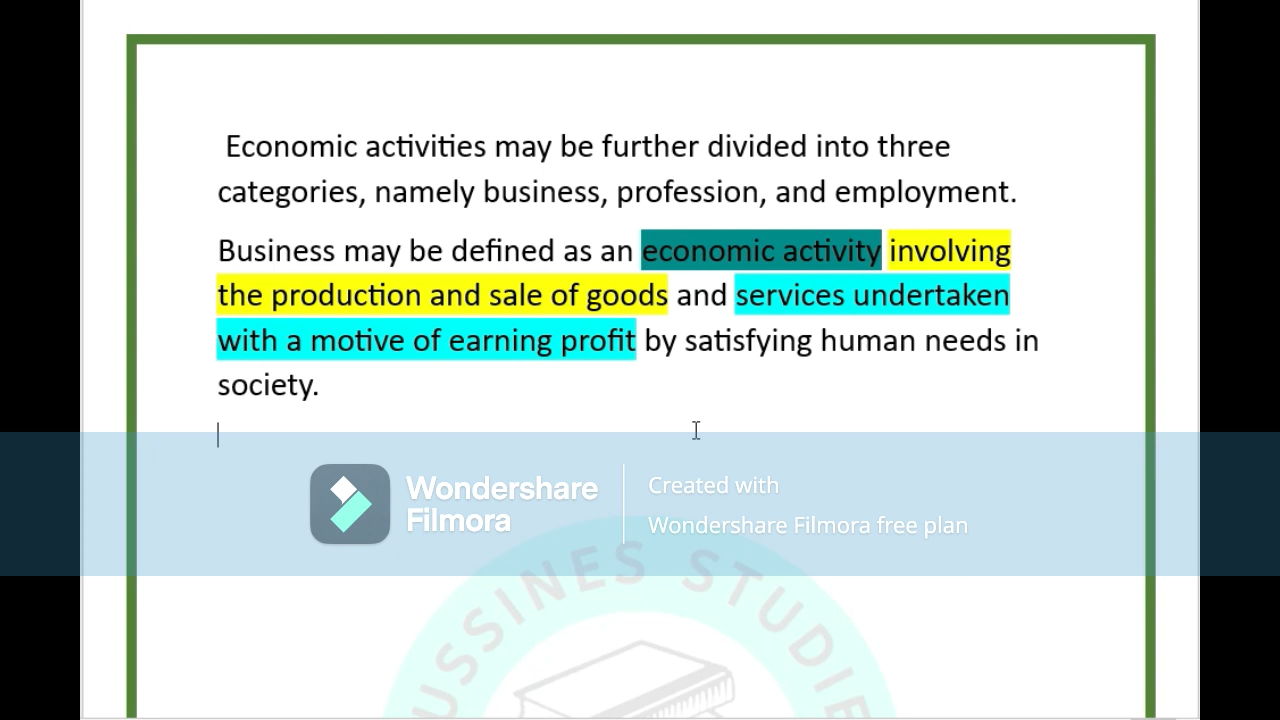 Economic activities may be further divided into three
categories, namely business, profession, and employment.
Business may be defined as an economic activity involving
the production and sale of goods and services undertaken
with a motive of earning profit by satisfying human needs in
society.
Wondershare
Filmora
Created with
Wondershare Filmora free plan
USSINES STUDIE